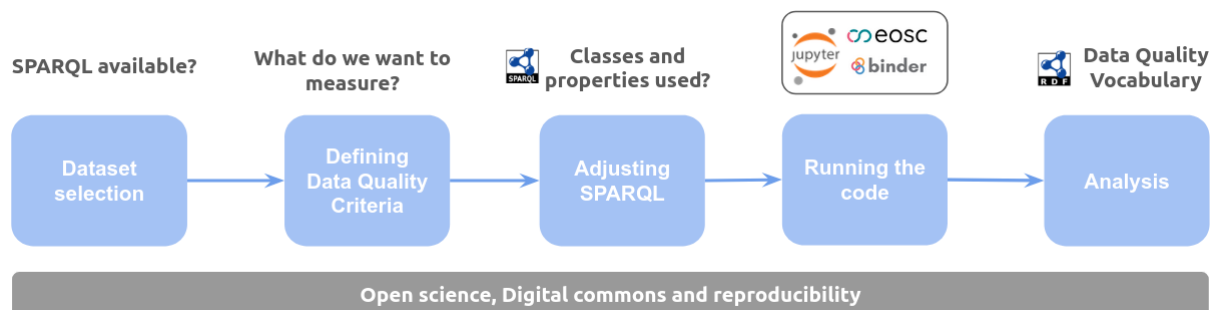 SPARQL available?
What do we want to
measure?
SPARQL
Classes and
properties used?
jupyter
eosc
binder
RDF
Data Quality
Vocabulary
Dataset
selection
Defining
Data Quality
Criteria
Adjusting
SPARQL
Running the
code
Analysis
Open science, Digital commons and reproducibility